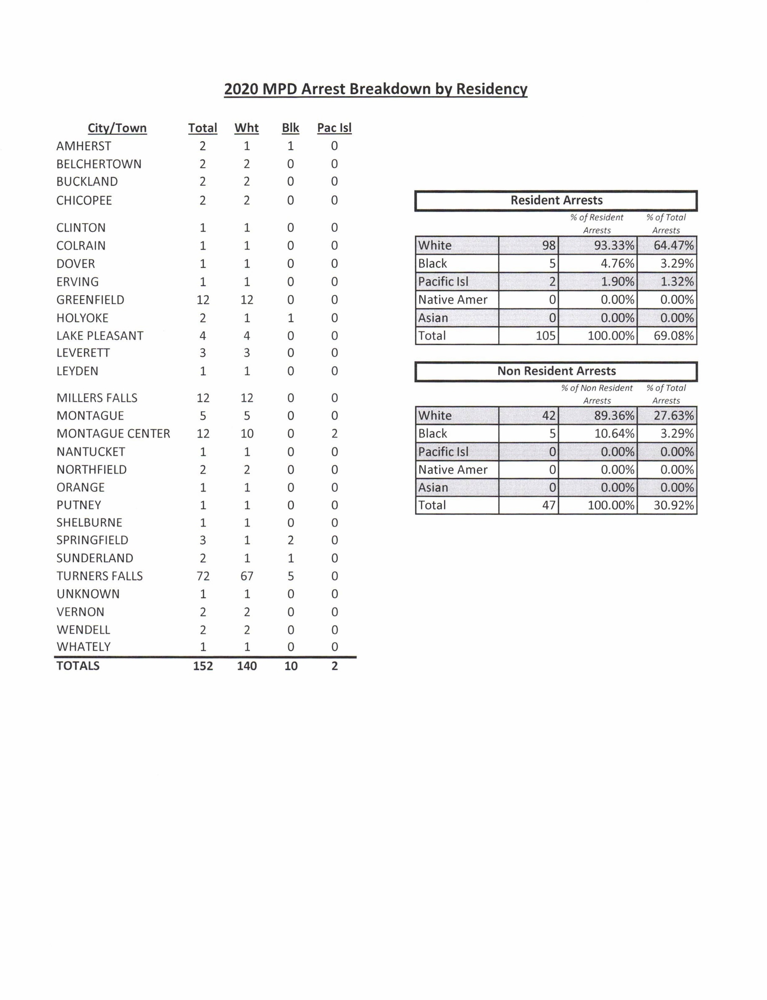 2020 MPD Arrest Breakdown by Residency
City/Town Total Wht Blk Pac Isl
AMHERST 2 1 1 0
BELCHERTOWN 2 2 0 0
BUCKLAND 2 2 0 0
CHICOPEE 2 2 0 0
CLINTON 1 1 0 0
COLRAIN 1 1 0 0
DOVER 1 1 0 0
ERVING 1 1 0 0
GREENFIELD 12 12 0 0
HOLYOKE 2 1 1 0
LAKE PLEASANT 4 4 0 0
LEVERETT 3 3 0 0
LEYDEN 1 1 0 0
MILLERS FALLS 12 12 0 0
MONTAGUE 5 5 0 0
MONTAGUE CENTER 12 10 0 2
NANTUCKET 1 1 0 0
NORTHFIELD 2 2 0 0
ORANGE 1 1 0 0
PUTNEY 1 1 0 0
SHELBURNE 1 1 0 0
SPRINGFIELD 3 1 2 0
SUNDERLAND 2 1 1 0
TURNERS FALLS 72 67 5 0
UNKNOWN 1 1 0 0
VERNON 2 2 0 0
WENDELL 2 2 0 0
WHATELY 1 1 0 0
TOTALS 152 140 10 2
Resident Arrests
% of Resident % of Total
Arrests Arrests
White 98 93.33% 64.47%
Black 5 4.76% 3.29%
Pacific Isl 2 1.90% 1.32%
Native Amer 0 0.00% 0.00%
Asian 0 0.00% 0.00%
Total 105 100.00% 69.08%
Non Resident Arrests
% of Non Resident % of Total
Arrests Arrests
White 42 89.36% 27.63%
Black 5 10.64% 3.29%
Pacific Isl 0 0.00% 0.00%
Native Amer 0 0.00% 0.00%
Asian 0 0.00% 0.00%
Total 47 100.00% 30.92%